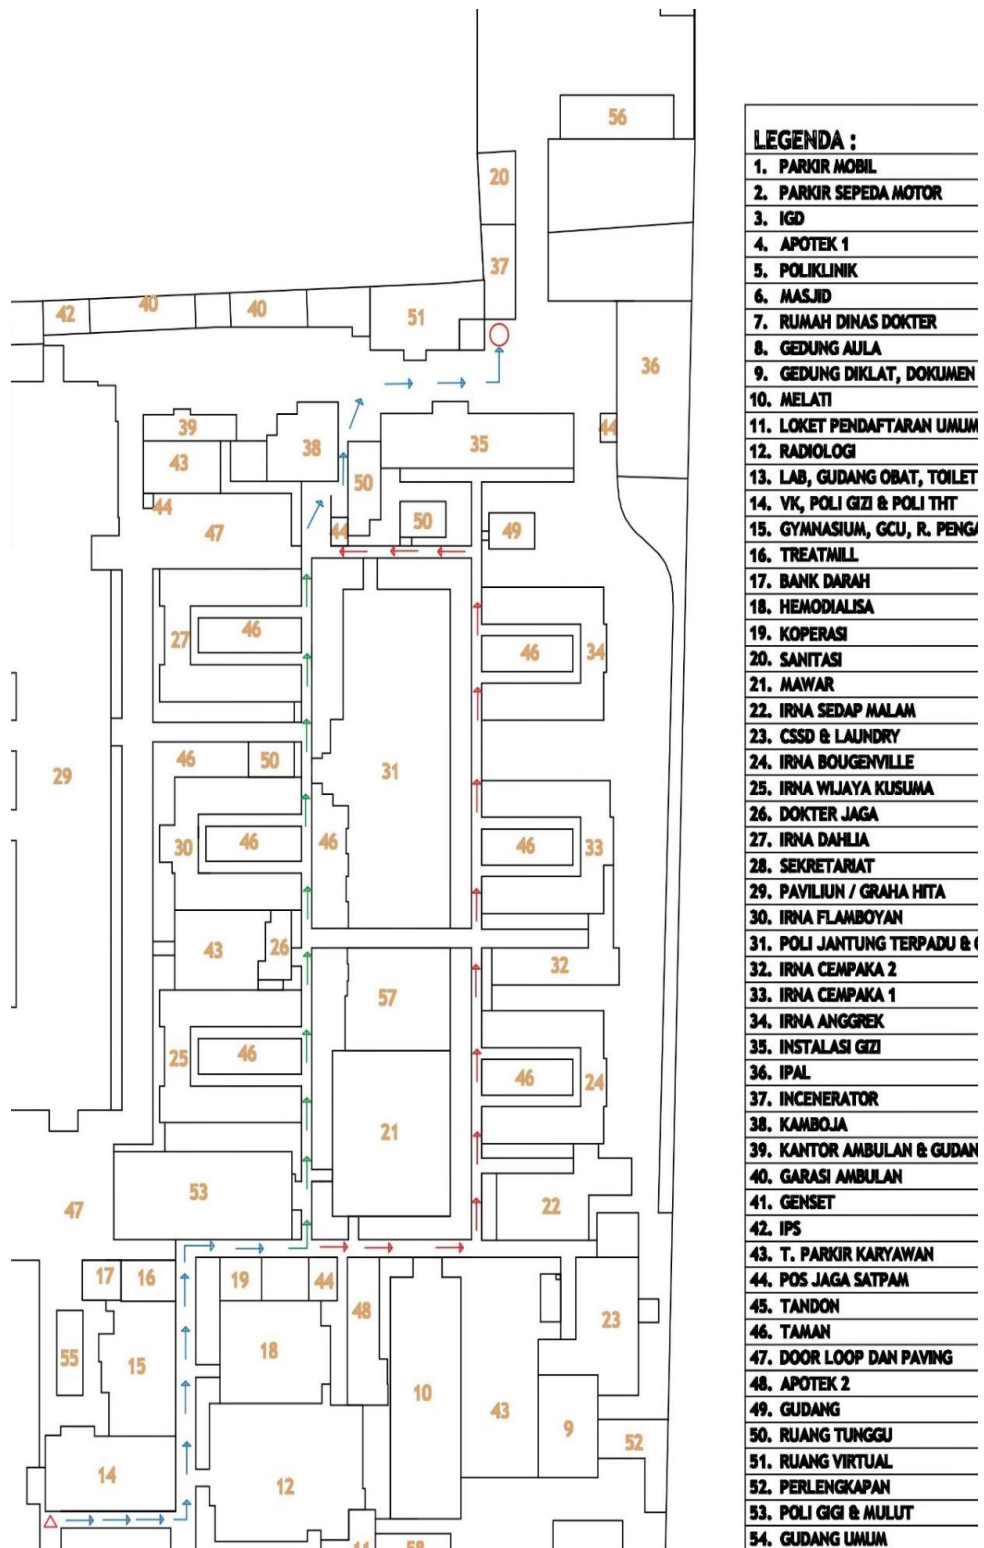 56
20
37
42
40
40
51
36
39
38
35
44
43
50
44
50
49
44
47
27
46
46
34
46
50
29
31
30
46
46
46
33
43
26
32
57
25
46
46
24
21
53
22
47
17
16
19
44
48
23
55
15
18
10
43
9
52
14
12
LEGENDA :
1. PARKIR MOBIL
2. PARKIR SEPEDA MOTOR
3. IGD
4. APOTEK 1
5. POLIKLINIK
6. MASJID
7. RUMAH DINAS DOKTER
8. GEDUNG AULA
9. GEDUNG DIKLAT, DOKUMEN
10. MELATI
11. LOKET PENDAFTARAN UMUM
12. RADIOLOGI
13. LAB, GUDANG OBAT, TOILET
14. VK, POLI GIZI & POLI THT
15. GYMNASIUM, GCU, R. PENGA
16. TREATMILL
17. BANK DARAH
18. HEMODIALISA
19. KOPERASI
20. SANITASI
21. MAWAR
22. IRNA SEDAP MALAM
23. CSSD & LAUNDRY
24. IRNA BOUGENVILLE
25. IRNA WIJAYA KUSUMA
26. DOKTER JAGA
27. IRNA DAHLIA
28. SEKRETARIAT
29. PAVILIUN / GRAHA HITA
30. IRNA FLAMBOYAN
31. POLI JANTUNG TERPADU &
32. IRNA CEMPAKA 2
33. IRNA CEMPAKA 1
34. IRNA ANGGREK
35. INSTALASI GIZI
36. IPAL
37. INCENERATOR
38. KAMBOJA
39. KANTOR AMBULAN & GUDAN
40. GARASI AMBULAN
41. GENSET
42. IPS
43. T. PARKIR KARYAWAN
44. POS JAGA SATPAM
45. TANDON
46. TAMAN
47. DOOR LOOP DAN PAVING
48. APOTEK 2
49. GUDANG
50. RUANG TUNGGU
51. RUANG VIRTUAL
52. PERLENGKAPAN
53. POLI GIGI & MULUT
54. GUDANG UMUM